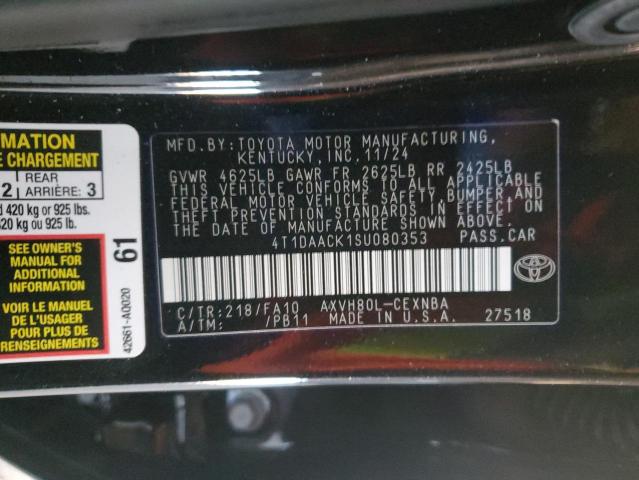 MATION
E CHARGEMENT
1 REAR
2 ARRIÈRE: 3
d 420 kg or 925 lbs.
420 kg ou 925 lb.
SEE OWNER'S
MANUAL FOR
ADDITIONAL
INFORMATION
VOIR LE MANUEL
DE L'USAGER
POUR PLUS DE
RENSEIGNEMENTS
61
42661-A0020
MFD.BY:TOYOTA MOTOR MANUFACTURING,
KENTUCKY, INC.11/24
GVWR 4625LB GAWR FR 2625LB RR 2425LB
THIS VEHICLE CONFORMS TO ALL APPLICABLE
FEDERAL MOTOR VEHICLE SAFETY, BUMPER AND
THEFT PREVENTION STANDARDS IN EFFECT ON
THE DATE OF MANUFACTURE SHOWN ABOVE.
4T1DAACK1SU080353 PASS.CAR
C/TR:218/FA10 AXVH80L-CEXNBA
A/TM: /PB11 MADE IN U.S.A. 27518